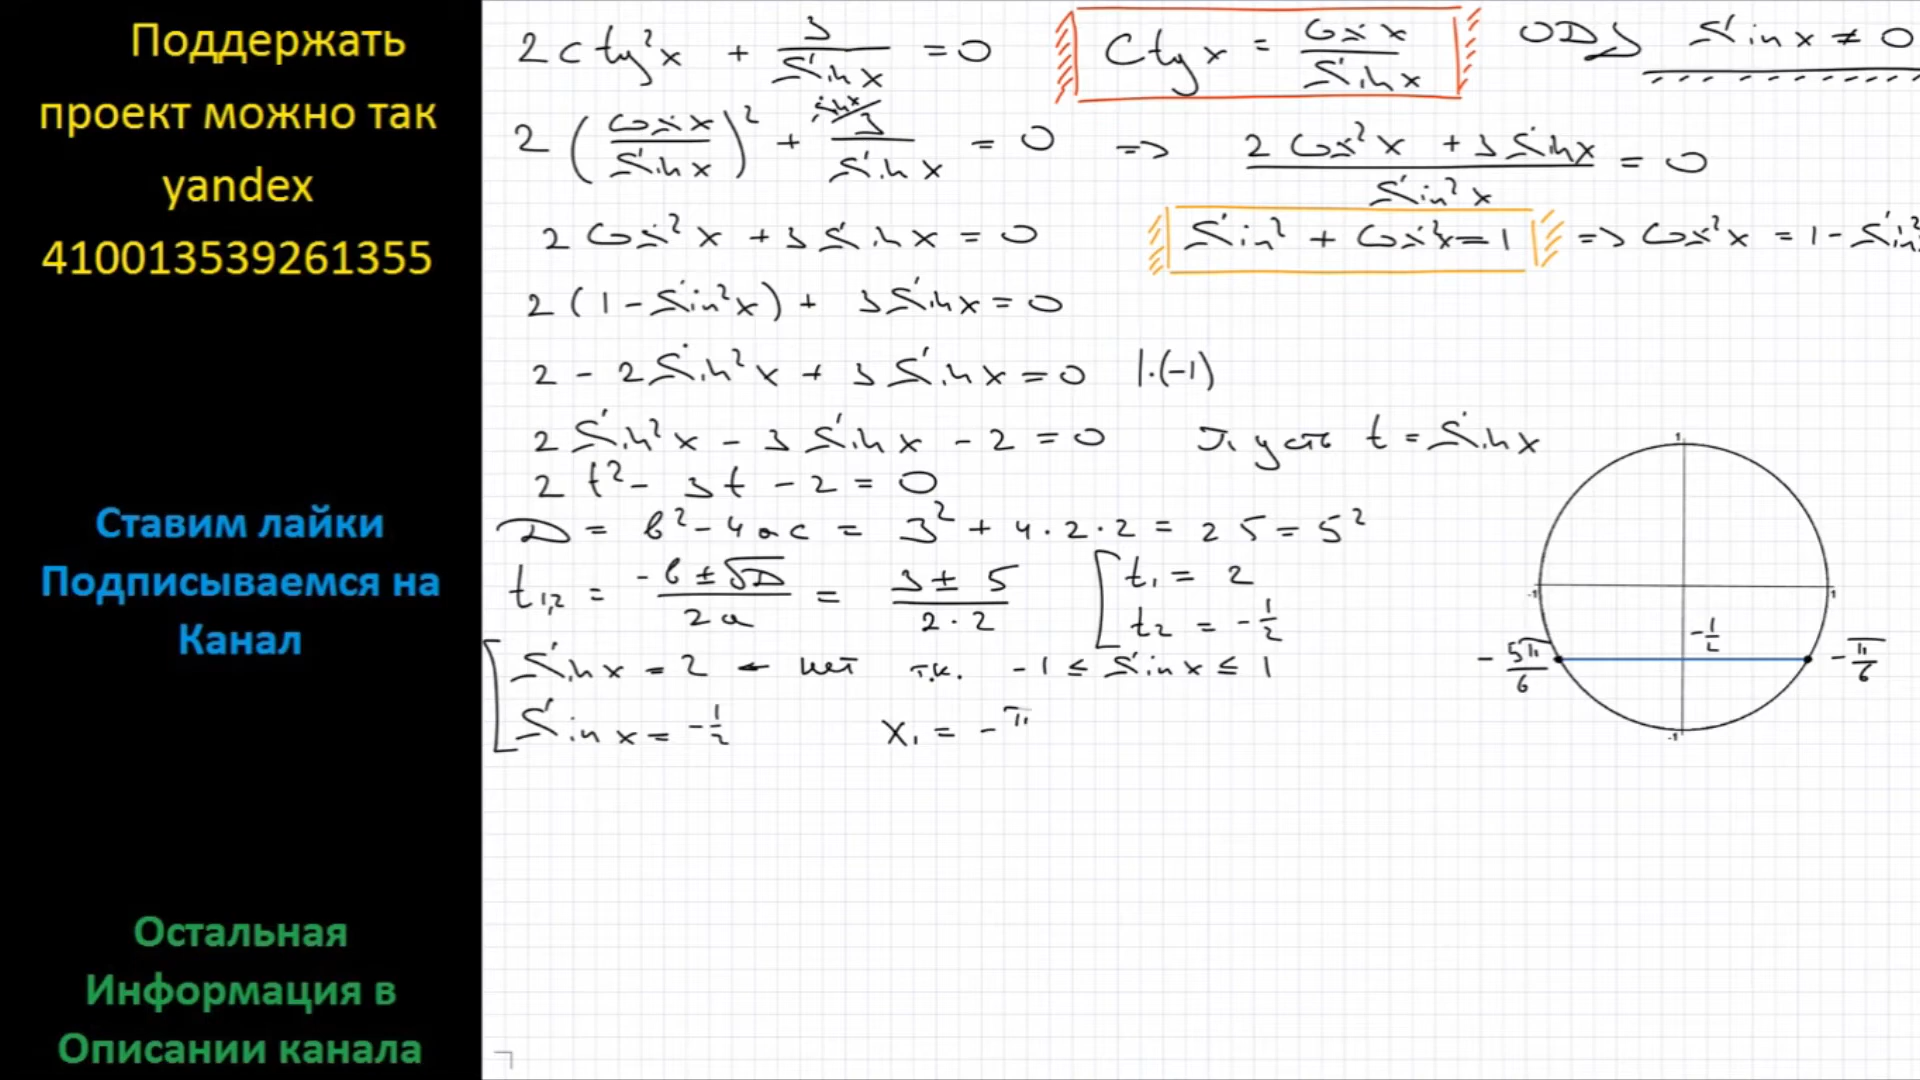 Поддержать
проект можно так
yandex
410013539261355
Ставим лайки
Подписываемся на
Канал
Остальная
Информация в
Описании канала
2ctg²x + 3/Sinx = 0   Ctgx = Cosx/Sinx   ОДЗ Sinx ≠ 0
2(Cosx/Sinx)² + 3/Sinx = 0 (sinx => (2Cos²x + 3Sinx)/Sin²x = 0
2Cos²x + 3Sinx = 0   Sin² + Cos²x = 1 => Cos²x = 1 - Sin²
2(1 - Sin²x) + 3Sinx = 0
2 - 2Sin²x + 3Sinx = 0 |·(-1)
2Sin²x - 3Sinx - 2 = 0   Пусть t = Sinx
2t² - 3t - 2 = 0
D = b² - 4ac = 3² + 4·2·2 = 25 = 5²
t1,2 = (-b ± √D)/2a = (3 ± 5)/(2·2)   [ t1 = 2
t2 = -1/2
[ Sinx = 2 ← нет т.к. -1 ≤ Sinx ≤ 1
Sinx = -1/2   x1 = -π
1
-1
1
-1/2
-5π/6
-π/6
-1